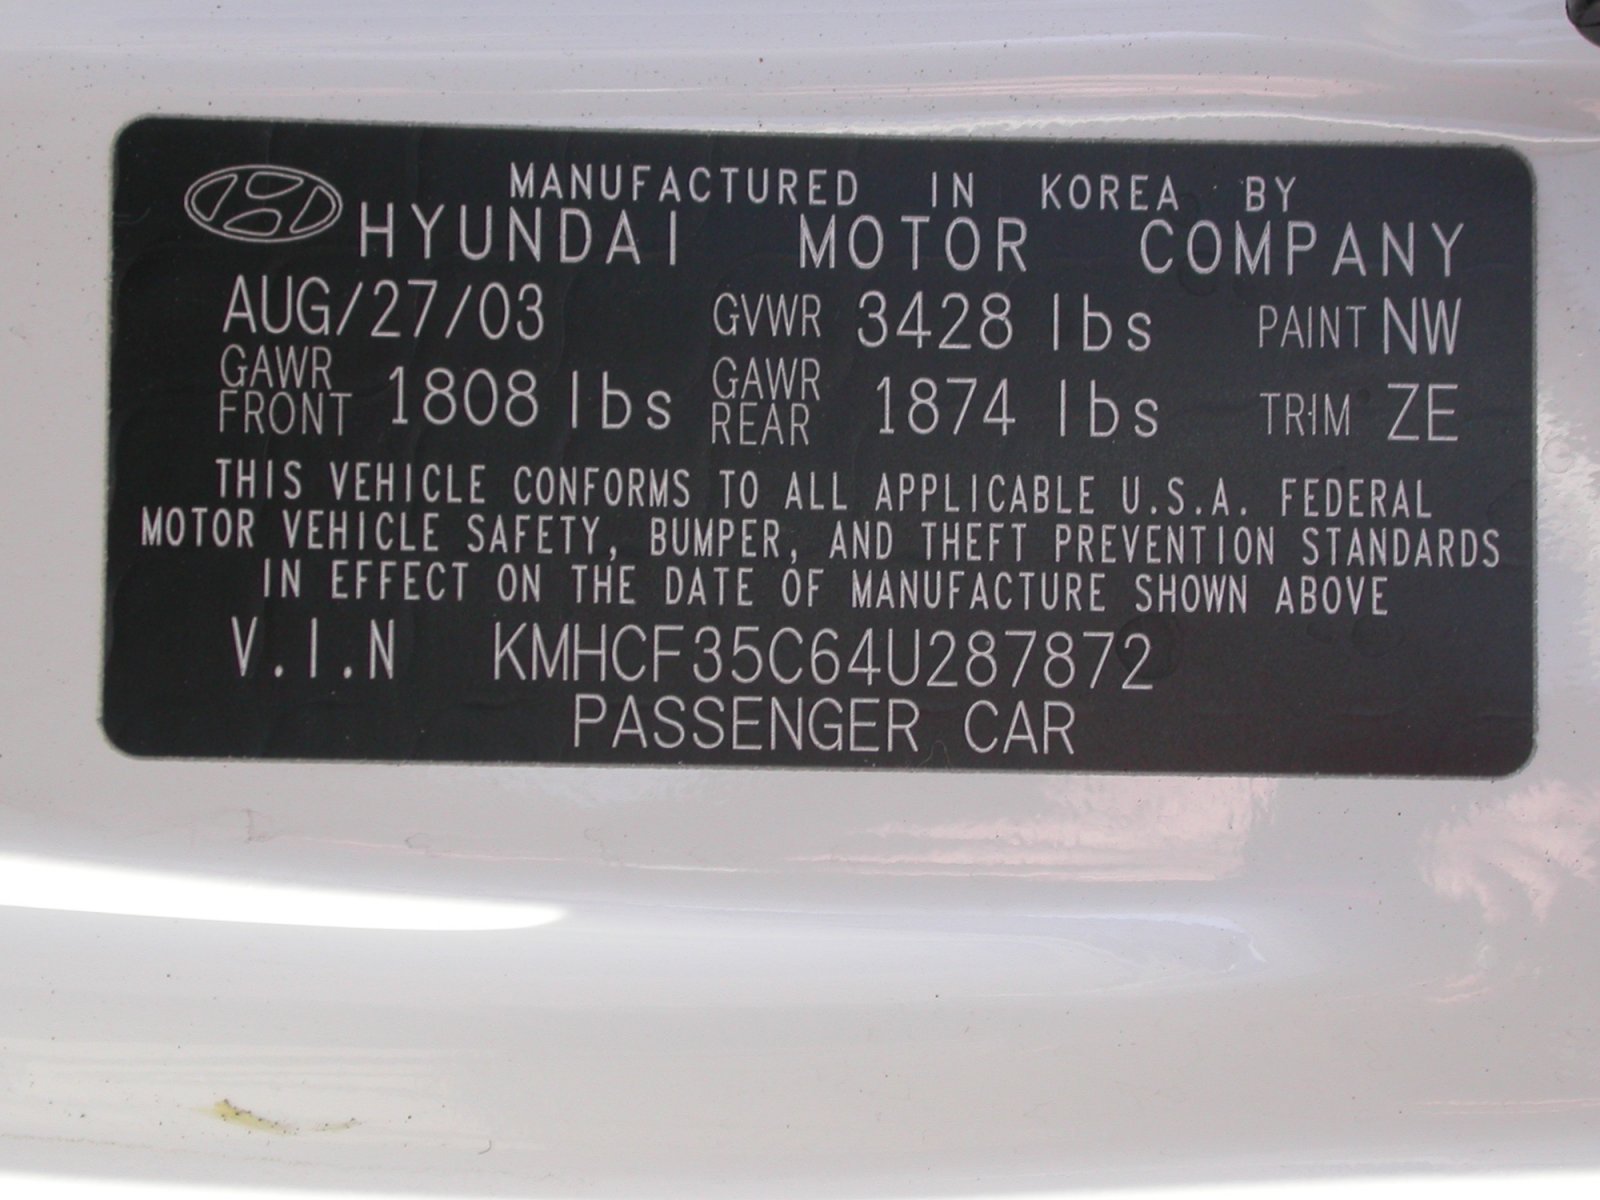 MANUFACTURED IN KOREA BY
HYUNDAI MOTOR COMPANY
AUG/27/03 GVWR 3428 lbs PAINT NW
GAWR FRONT 1808 lbs GAWR REAR 1874 lbs TRIM ZE
THIS VEHICLE CONFORMS TO ALL APPLICABLE U.S.A. FEDERAL
MOTOR VEHICLE SAFETY, BUMPER, AND THEFT PREVENTION STANDARDS
IN EFFECT ON THE DATE OF MANUFACTURE SHOWN ABOVE
V.I.N KMHCF35C64U287872
PASSENGER CAR